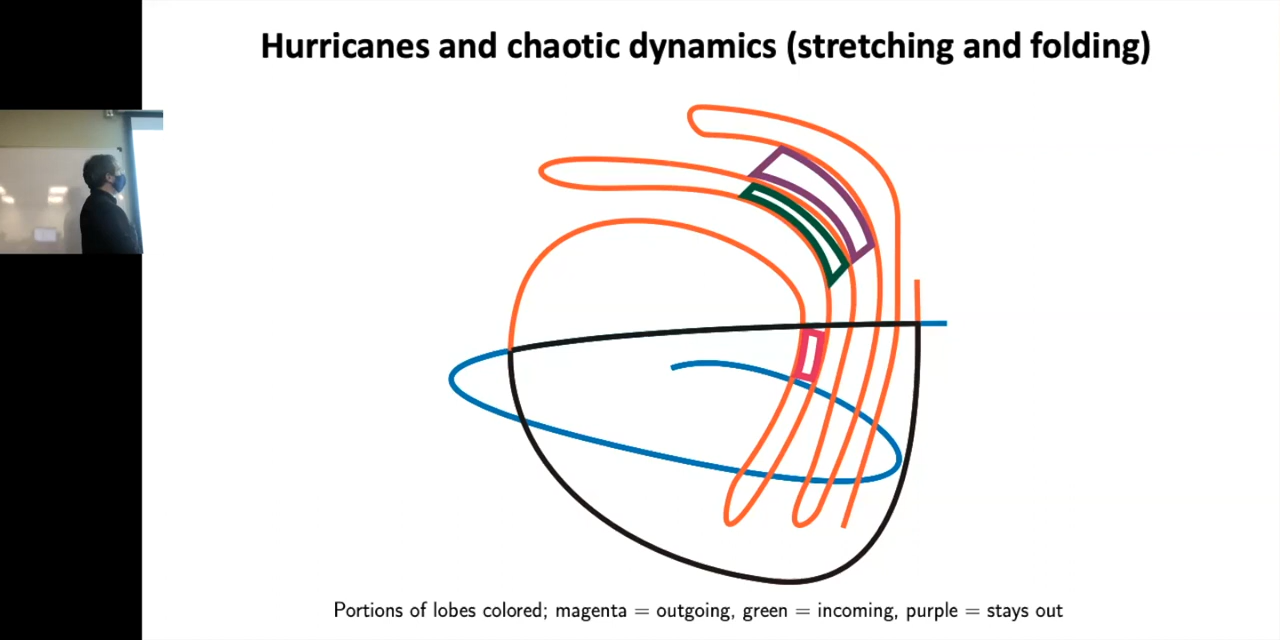 Hurricanes and chaotic dynamics (stretching and folding)
Portions of lobes colored; magenta = outgoing, green = incoming, purple = stays out